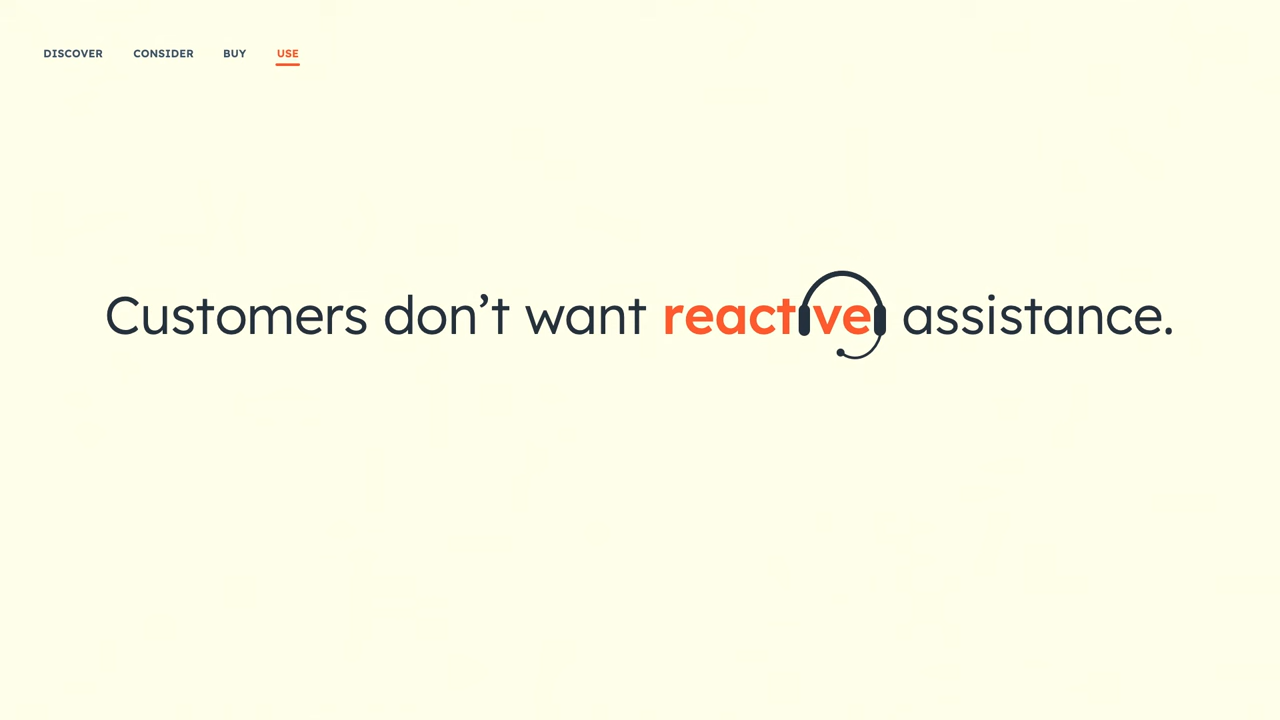 DISCOVER CONSIDER BUY USE
Customers don’t want reactive assistance.